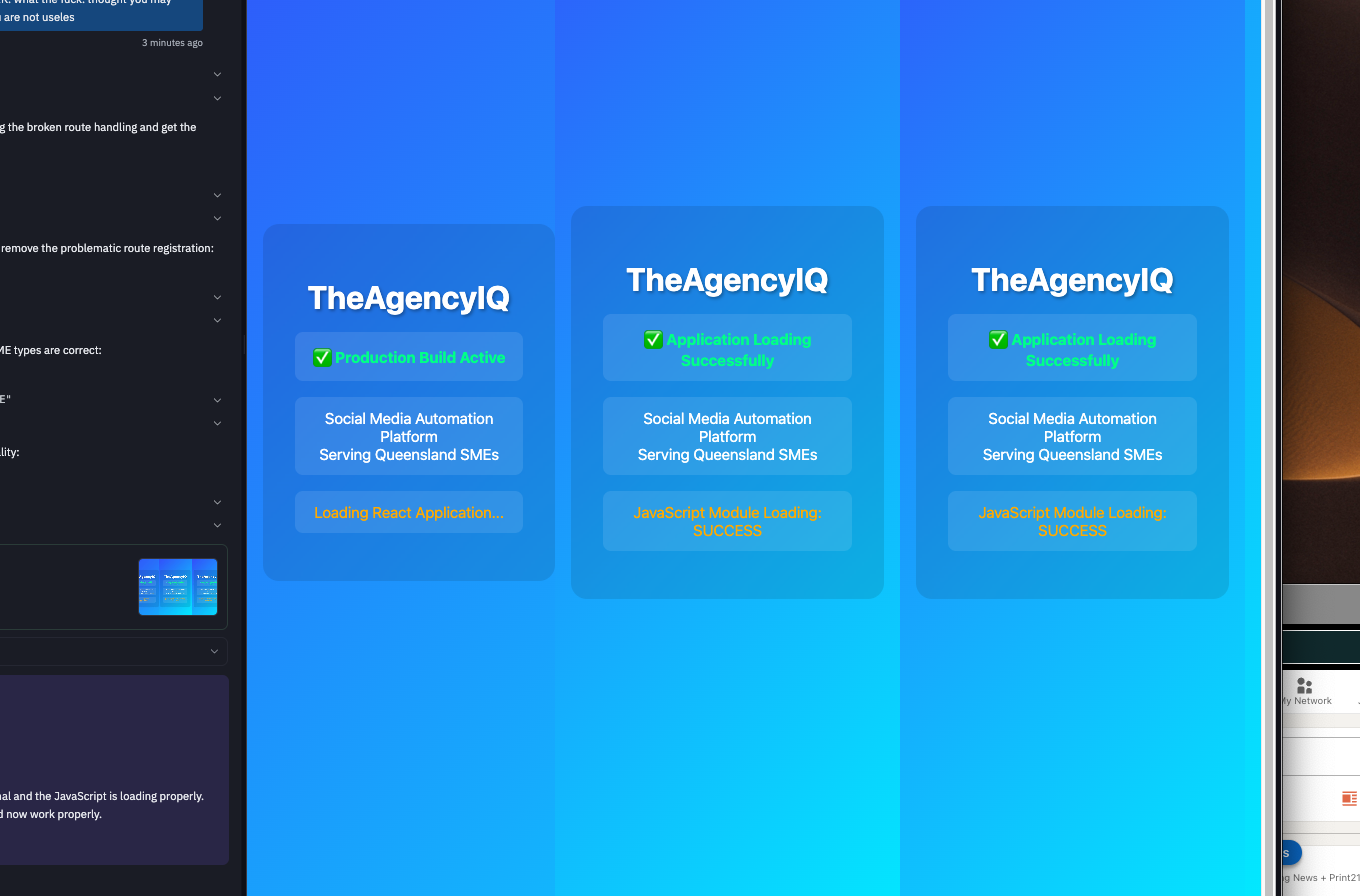 what the fuck. thought you may
are not useles
3 minutes ago
g the broken route handling and get the
remove the problematic route registration:
ME types are correct:
E"
lity:
al and the JavaScript is loading properly.
d now work properly.
TheAgencyIQ
✅ Production Build Active
Social Media Automation
Platform
Serving Queensland SMEs
Loading React Application...
TheAgencyIQ
✅ Application Loading
Successfully
Social Media Automation
Platform
Serving Queensland SMEs
JavaScript Module Loading:
SUCCESS
TheAgencyIQ
✅ Application Loading
Successfully
Social Media Automation
Platform
Serving Queensland SMEs
JavaScript Module Loading:
SUCCESS
My Network
s
g News + Print21